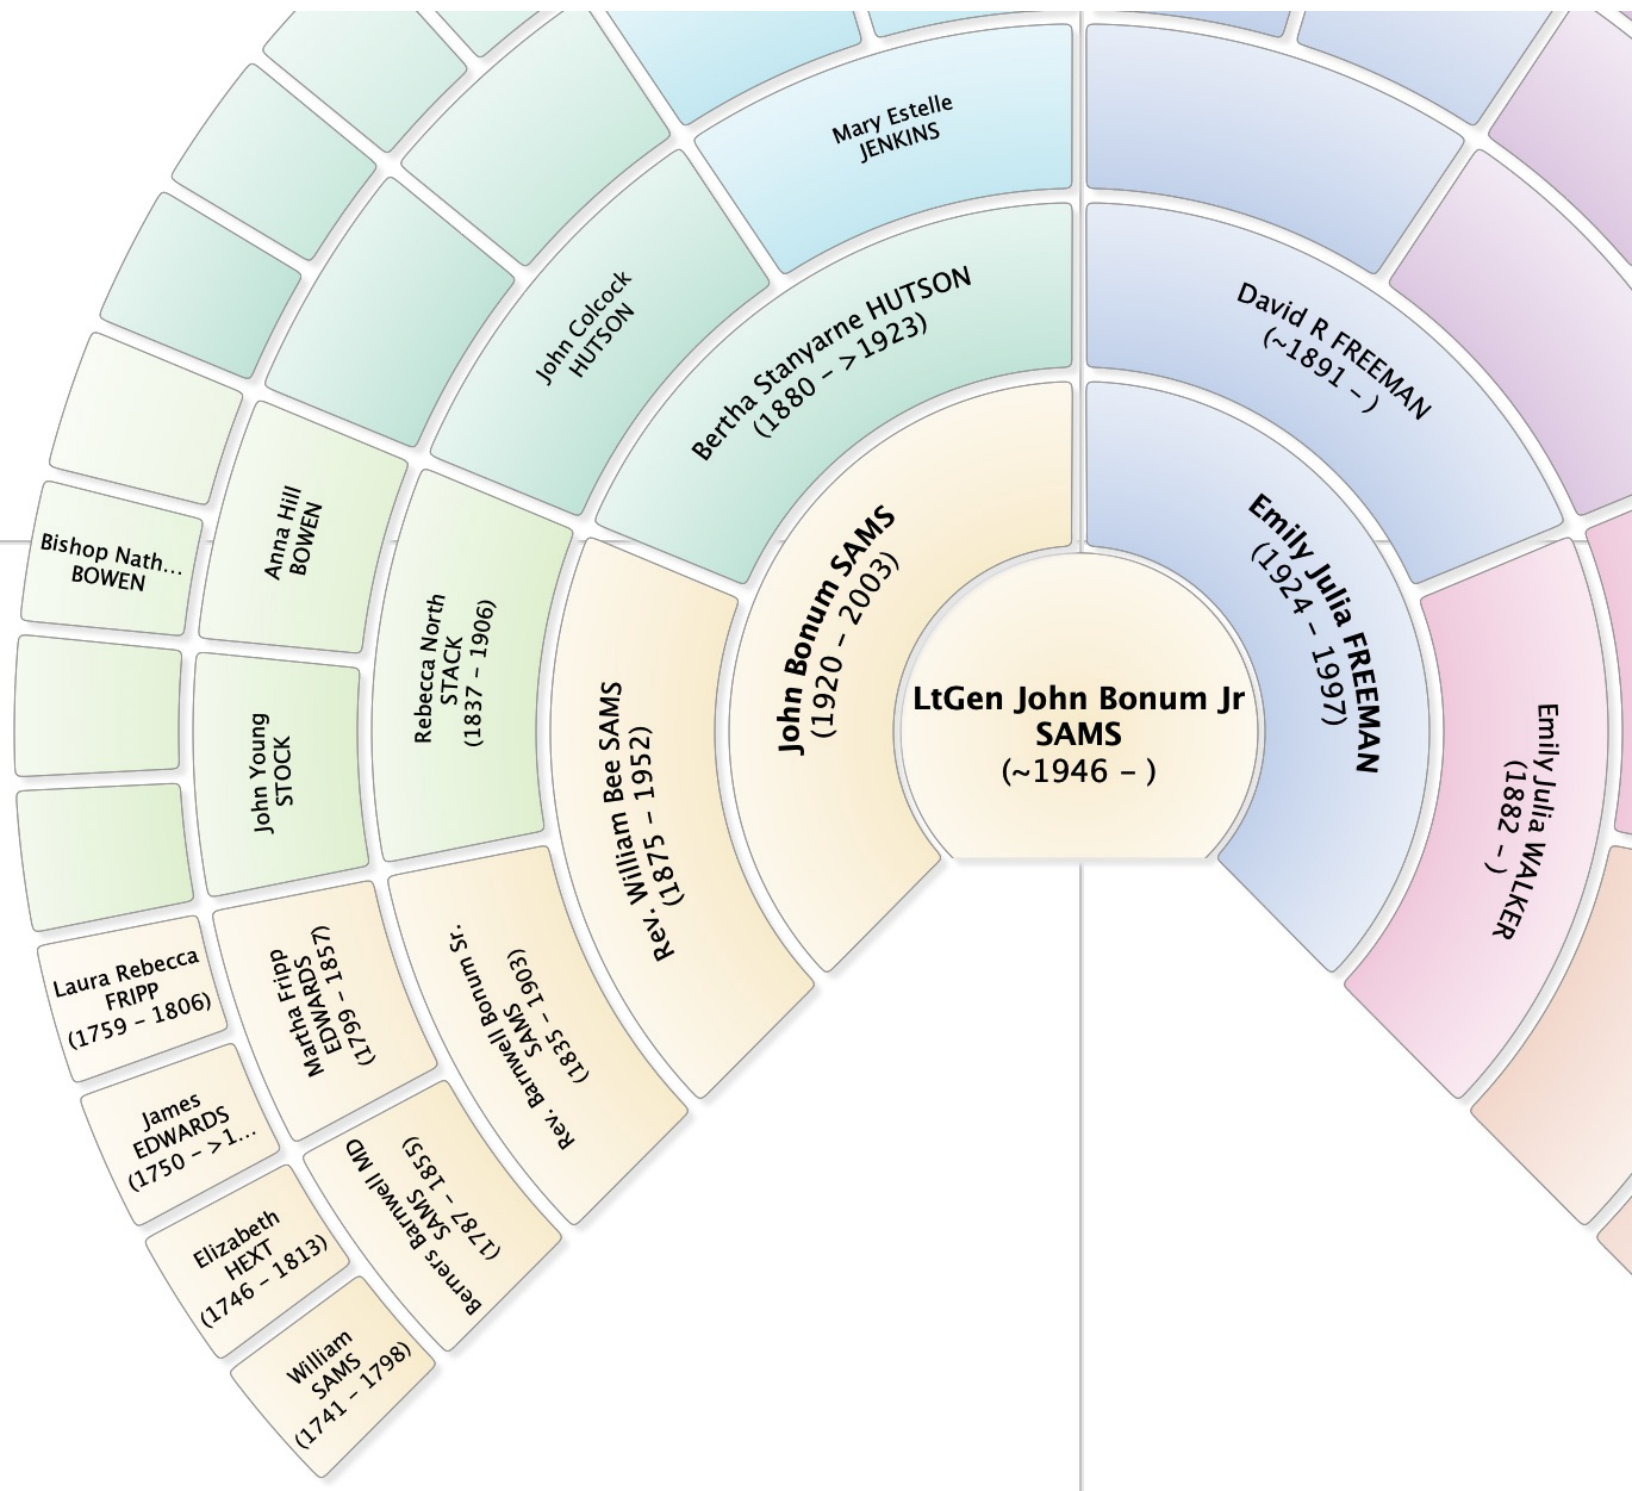 Mary Estelle
JENKINS
John Colcock
HUTSON
Bertha Stanyarne HUTSON
(1880 – >1923)
David R FREEMAN
(~1891 – )
Bishop Nath...
BOWEN
Anna Hill
BOWEN
Rebecca North
STACK
(1837 – 1906)
John Young
STOCK
Rev. William Bee SAMS
(1875 – 1952)
John Bonum SAMS
(1920 – 2003)
LtGen John Bonum Jr
SAMS
(~1946 – )
Emily Julia FREEMAN
(1924 – 1997)
Emily Julia WALKER
(1882 – )
Laura Rebecca
FRIPP
(1759 – 1806)
Martha Fripp
EDWARDS
(1799 – 1857)
Rev. Barnwell Bonum Sr.
SAMS
(1835 – 1903)
James
EDWARDS
(1750 – >1...
Elizabeth
HEXT
(1746 – 1813)
Berners Barnwell MD
SAMS
(1787 – 1855)
William
SAMS
(1741 – 1798)